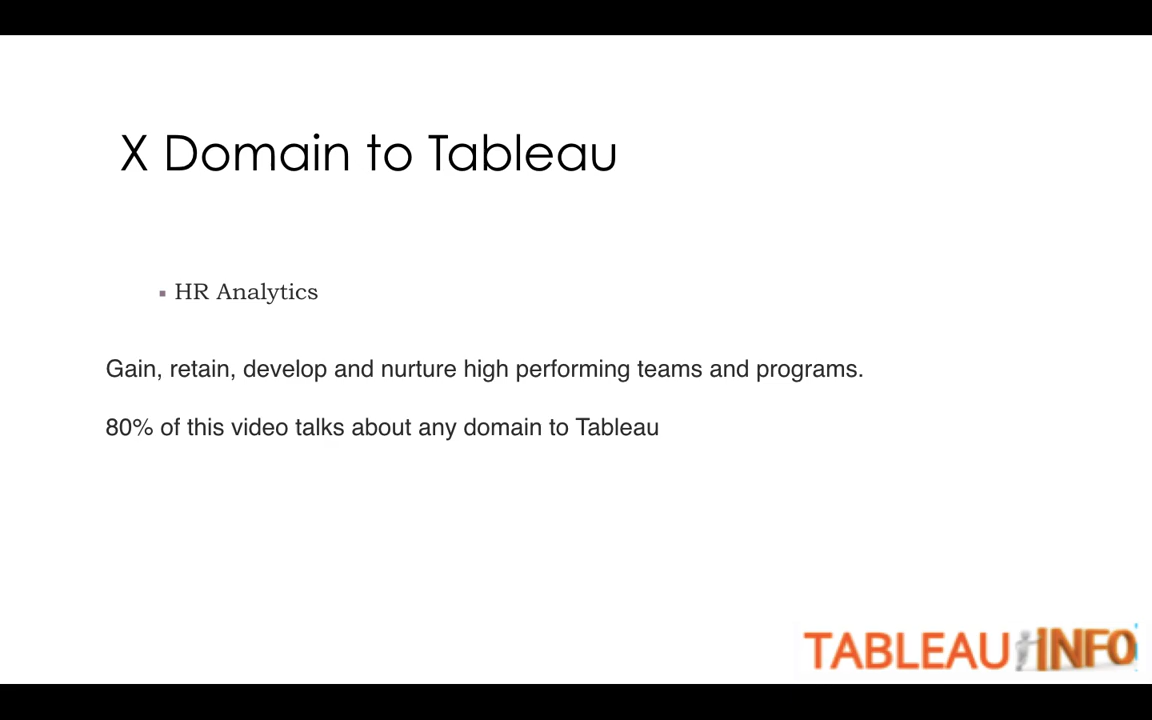 X Domain to Tableau
▪ HR Analytics
Gain, retain, develop and nurture high performing teams and programs.
80% of this video talks about any domain to Tableau
TABLEAU INFO